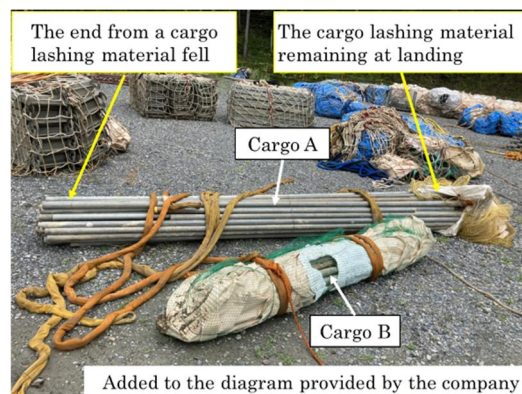 The end from a cargo
lashing material fell
The cargo lashing material
remaining at landing
Cargo A
Cargo B
Added to the diagram provided by the company